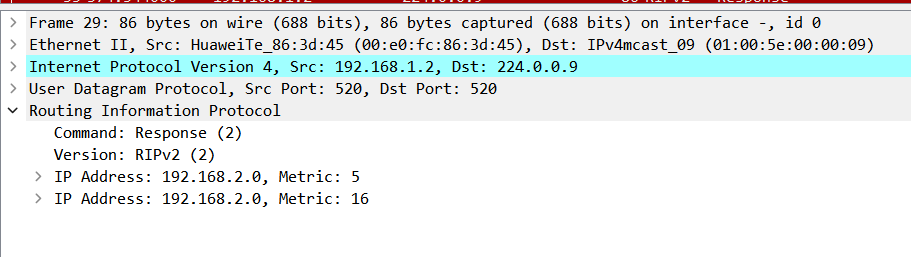 Frame 29: 86 bytes on wire (688 bits), 86 bytes captured (688 bits) on interface -, id 0
Ethernet II, Src: HuaweiTe_86:3d:45 (00:e0:fc:86:3d:45), Dst: IPv4mcast_09 (01:00:5e:00:00:09)
Internet Protocol Version 4, Src: 192.168.1.2, Dst: 224.0.0.9
User Datagram Protocol, Src Port: 520, Dst Port: 520
Routing Information Protocol
Command: Response (2)
Version: RIPv2 (2)
IP Address: 192.168.2.0, Metric: 5
IP Address: 192.168.2.0, Metric: 16